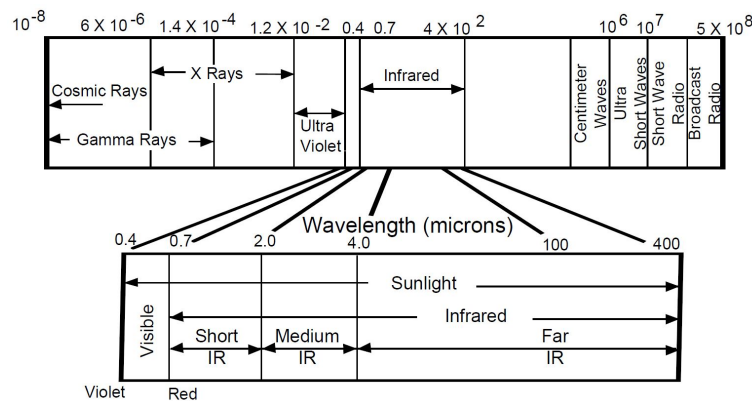 10⁻⁸ 6 X 10⁻⁶ 1.4 X 10⁻⁴ 1.2 X 10⁻² 0.4 0.7 4 X 10² 10⁶ 10⁷ 5 X 10⁸
Cosmic Rays
X Rays
Gamma Rays
Ultra
Violet
Infrared
Centimeter
Waves
Ultra
Short Waves
Short Wave
Radio
Broadcast
Radio
Wavelength (microns)
0.4 0.7 2.0 4.0 100 400
Sunlight
Visible
Infrared
Short
IR
Medium
IR
Far
IR
Violet Red